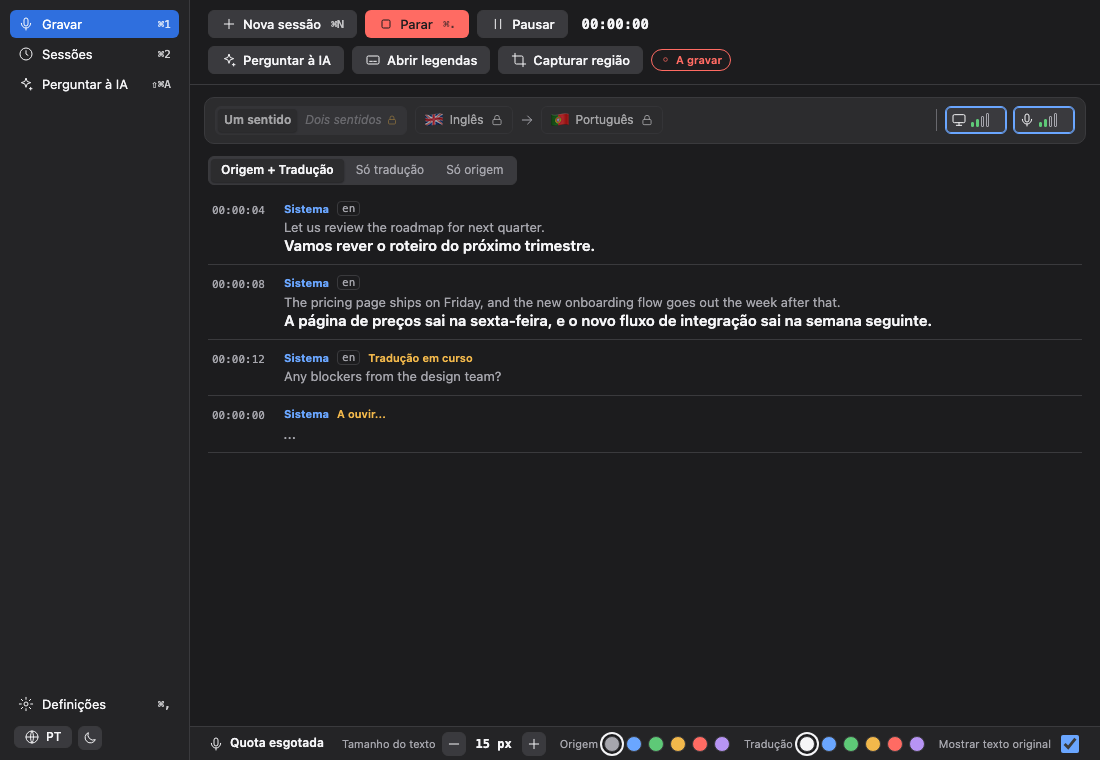 Gravar ⌘1
Sessões ⌘2
Perguntar à IA ⇧⌘A
Nova sessão ⌘N
Parar ⌘.
Pausar
00:00:00
Perguntar à IA
Abrir legendas
Capturar região
A gravar
Um sentido
Dois sentidos
Inglês
Português
Origem + Tradução
Só tradução
Só origem
00:00:04 Sistema en
Let us review the roadmap for next quarter.
Vamos rever o roteiro do próximo trimestre.
00:00:08 Sistema en
The pricing page ships on Friday, and the new onboarding flow goes out the week after that.
A página de preços sai na sexta-feira, e o novo fluxo de integração sai na semana seguinte.
00:00:12 Sistema en Tradução em curso
Any blockers from the design team?
00:00:00 Sistema A ouvir...
...
Definições ⌘,
PT
Quota esgotada
Tamanho do texto
15 px
Origem
Tradução
Mostrar texto original